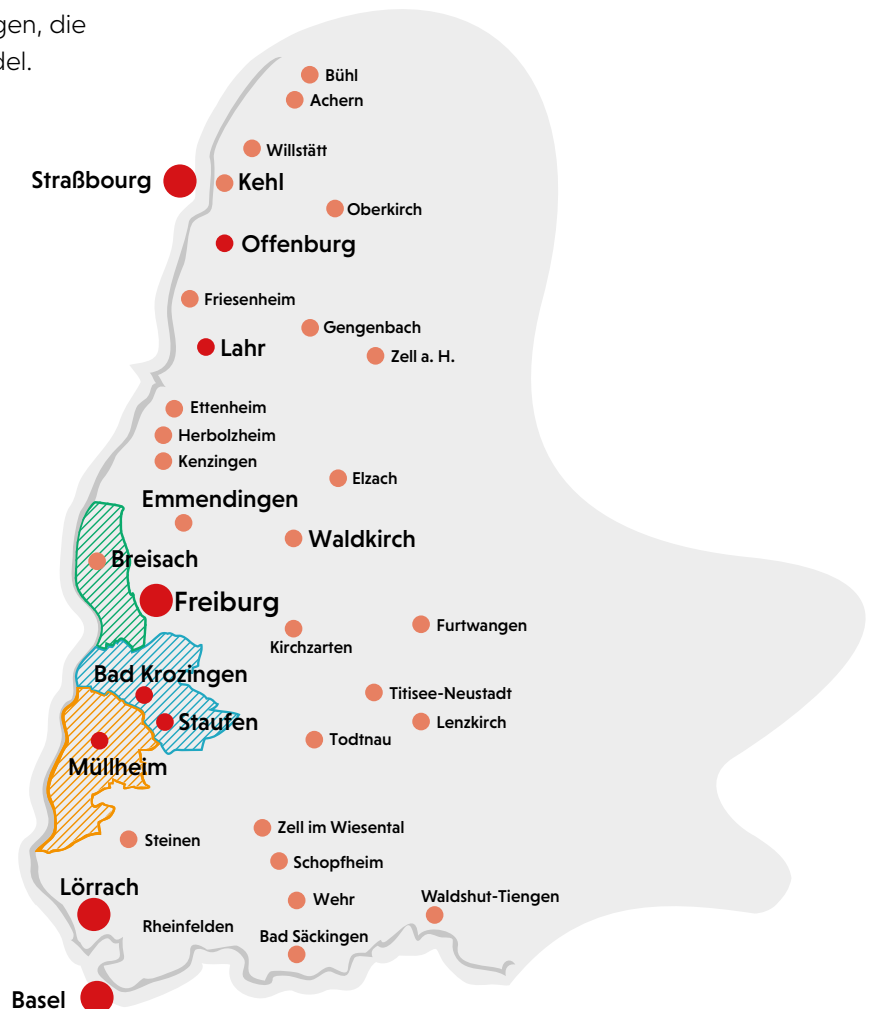 gen, die
del.
Bühl
Achern
Willstätt
Straßbourg
Kehl
Oberkirch
Offenburg
Friesenheim
Gengenbach
Lahr
Zell a. H.
Ettenheim
Herbolzheim
Kenzingen
Elzach
Emmendingen
Waldkirch
Breisach
Freiburg
Furtwangen
Kirchzarten
Bad Krozingen
Titisee-Neustadt
Staufen
Lenzkirch
Todtnau
Müllheim
Zell im Wiesental
Steinen
Schopfheim
Lörrach
Wehr
Waldshut-Tiengen
Rheinfelden
Bad Säckingen
Basel